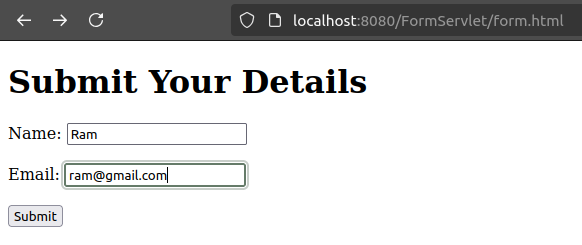 localhost:8080/FormServlet/form.html
Submit Your Details
Name: Ram
Email: ram@gmail.com
Submit